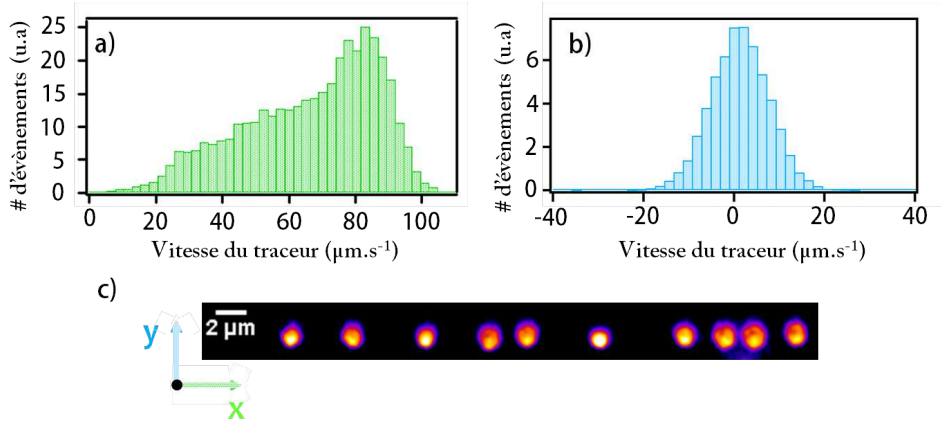 a)
# d'évènements (u.a)
25
20
15
10
5
0
0 20 40 60 80 100
Vitesse du traceur (µm.s-1)
b)
# d'évènements (u.a)
6
4
2
0
-40 -20 0 20 40
Vitesse du traceur (µm.s-1)
c)
2 µm
y
x